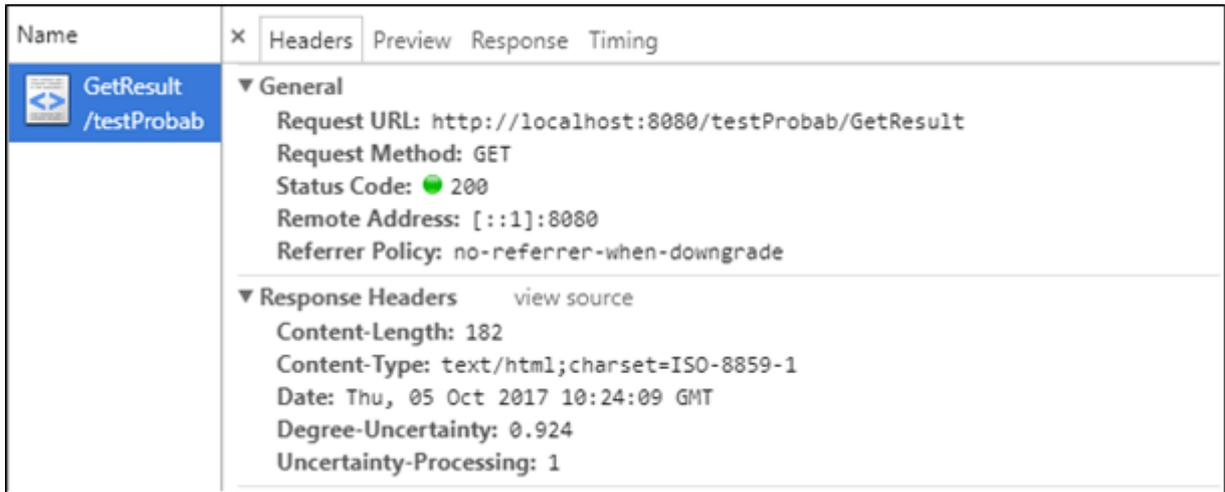 Name
× Headers Preview Response Timing
GetResult
/testProbab
▼ General
Request URL: http://localhost:8080/testProbab/GetResult
Request Method: GET
Status Code: 200
Remote Address: [::1]:8080
Referrer Policy: no-referrer-when-downgrade
▼ Response Headers view source
Content-Length: 182
Content-Type: text/html;charset=ISO-8859-1
Date: Thu, 05 Oct 2017 10:24:09 GMT
Degree-Uncertainty: 0.924
Uncertainty-Processing: 1